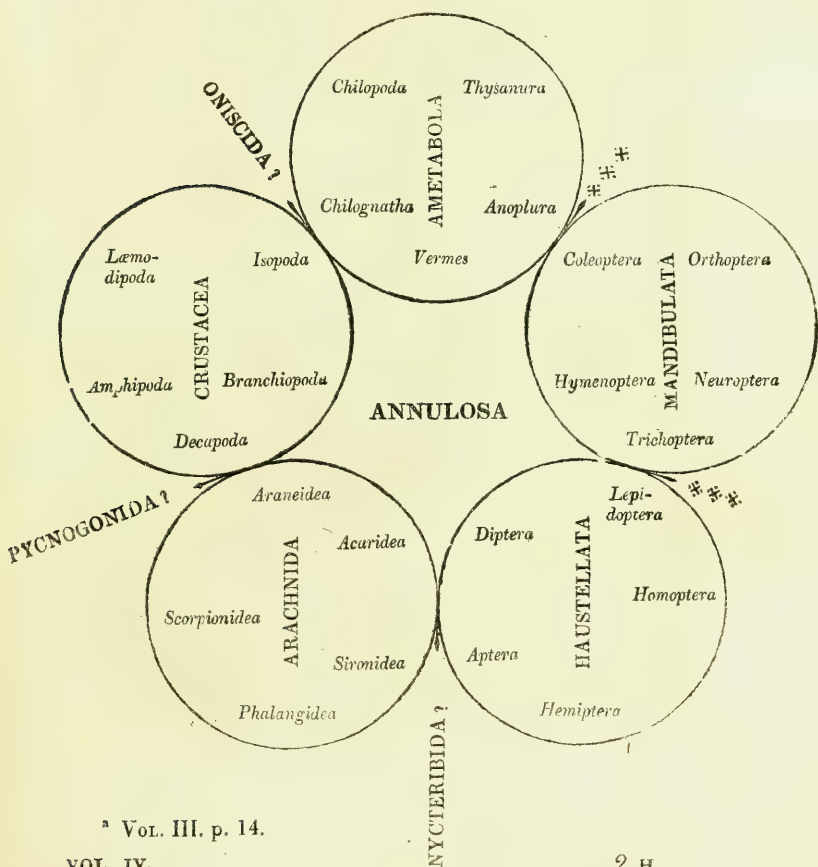 Chilopoda
Thysanura
AMETABOLA
Chilognatha
Anoplura
Vermes
ONISCIDA?
⁂
Læmo-
dipoda
Isopoda
CRUSTACEA
Amphipoda
Branchiopoda
Decapoda
Coleoptera
Orthoptera
MANDIBULATA
Hymenoptera
Neuroptera
Trichoptera
ANNULOSA
PYCNOGONIDA?
Araneidea
Acaridea
ARACHNIDA
Scorpionidea
Sironidea
Phalangidea
Lepi-
doptera
Diptera
HAUSTELLATA
Homoptera
Aptera
Hemiptera
⁂
NYCTERIBIDA?
ᵃ VOL. III. p. 14.
VOL. IX.
2 H